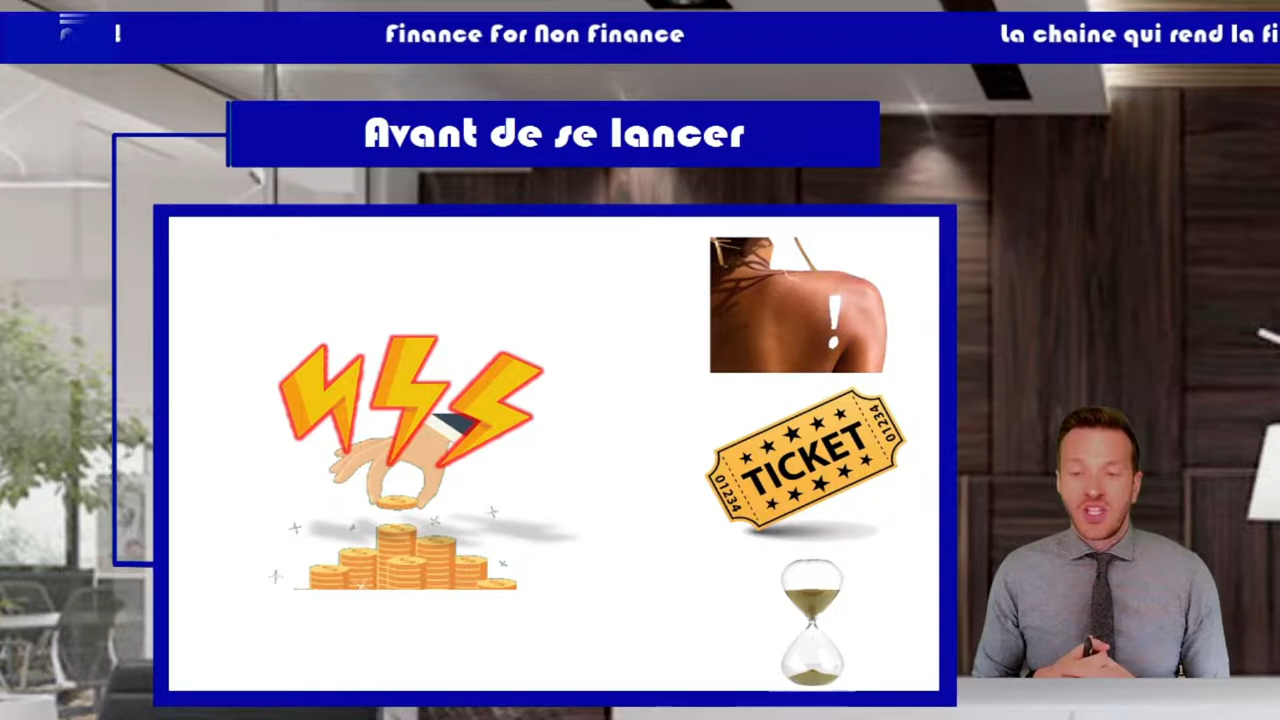 !
Finance For Non Finance
La chaine qui rend la fi
Avant de se lancer
!
TICKET
01234
01234